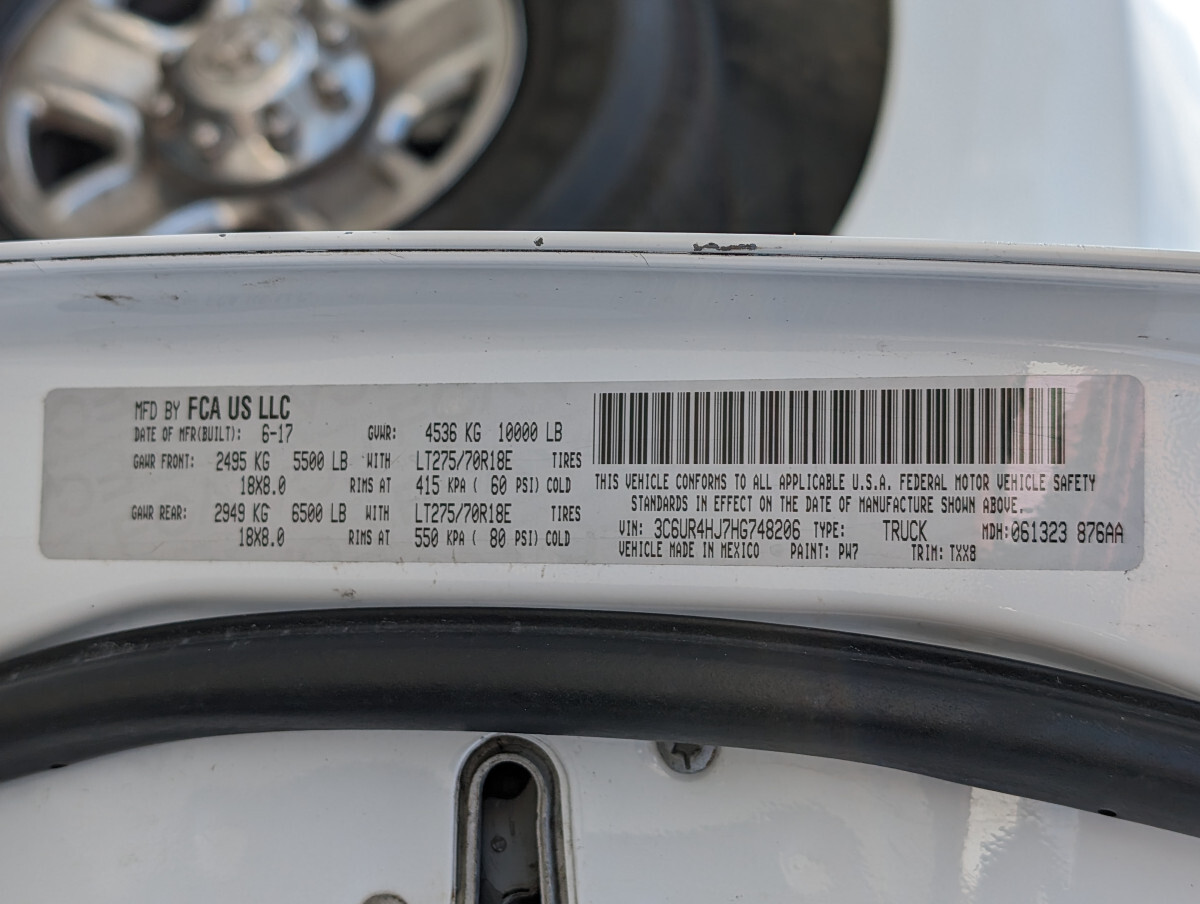 MFD BY FCA US LLC
DATE OF MFR(BUILT): 6-17 GVWR: 4536 KG 10000 LB
GAWR FRONT: 2495 KG 5500 LB WITH LT275/70R18E TIRES
18X8.0 RIMS AT 415 KPA ( 60 PSI) COLD
GAWR REAR: 2949 KG 6500 LB WITH LT275/70R18E TIRES
18X8.0 RIMS AT 550 KPA ( 80 PSI) COLD
THIS VEHICLE CONFORMS TO ALL APPLICABLE U.S.A. FEDERAL MOTOR VEHICLE SAFETY
STANDARDS IN EFFECT ON THE DATE OF MANUFACTURE SHOWN ABOVE.
VIN: 3C6UR4HJ7HG748206 TYPE: TRUCK MDH:061323 876AA
VEHICLE MADE IN MEXICO PAINT: PW7 TRIM: TXX8